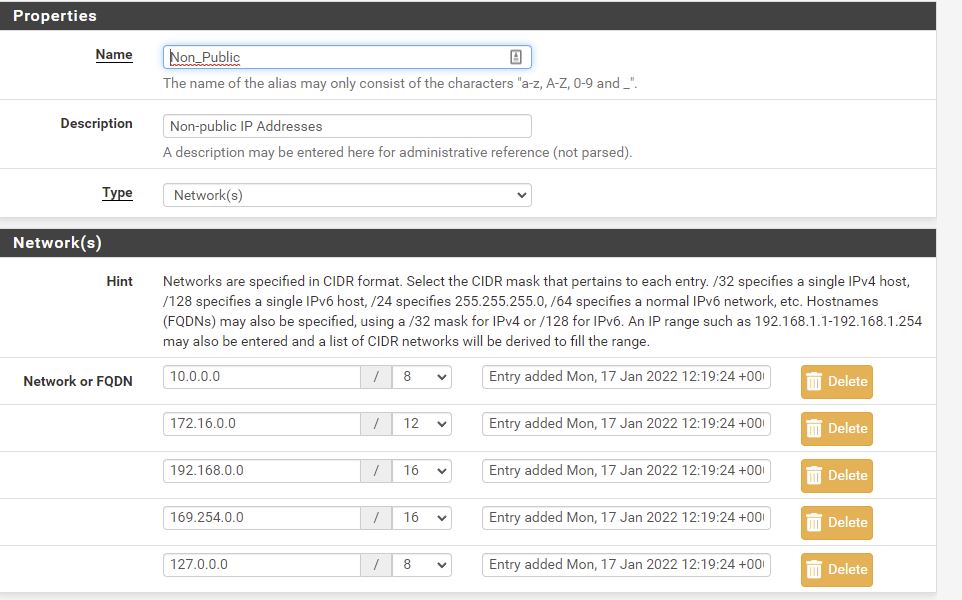 Properties
Name
Non_Public
The name of the alias may only consist of the characters "a-z, A-Z, 0-9 and _".
Description
Non-public IP Addresses
A description may be entered here for administrative reference (not parsed).
Type
Network(s)
Network(s)
Hint
Networks are specified in CIDR format. Select the CIDR mask that pertains to each entry. /32 specifies a single IPv4 host,
/128 specifies a single IPv6 host, /24 specifies 255.255.255.0, /64 specifies a normal IPv6 network, etc. Hostnames
(FQDNs) may also be specified, using a /32 mask for IPv4 or /128 for IPv6. An IP range such as 192.168.1.1-192.168.1.254
may also be entered and a list of CIDR networks will be derived to fill the range.
Network or FQDN
10.0.0.0 / 8 Entry added Mon, 17 Jan 2022 12:19:24 +00 Delete
172.16.0.0 / 12 Entry added Mon, 17 Jan 2022 12:19:24 +00 Delete
192.168.0.0 / 16 Entry added Mon, 17 Jan 2022 12:19:24 +00 Delete
169.254.0.0 / 16 Entry added Mon, 17 Jan 2022 12:19:24 +00 Delete
127.0.0.0 / 8 Entry added Mon, 17 Jan 2022 12:19:24 +00 Delete